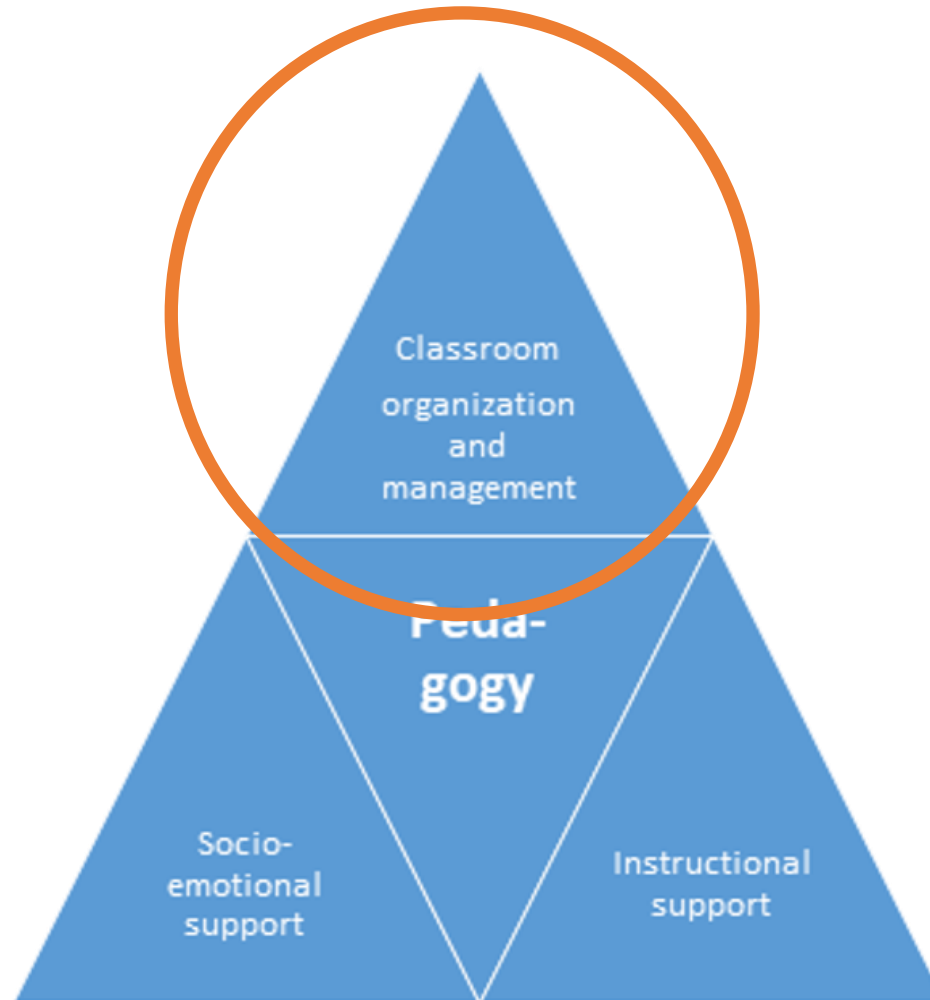 Classroom
organization
and
management
Peda-
gogy
Socio-
emotional
support
Instructional
support